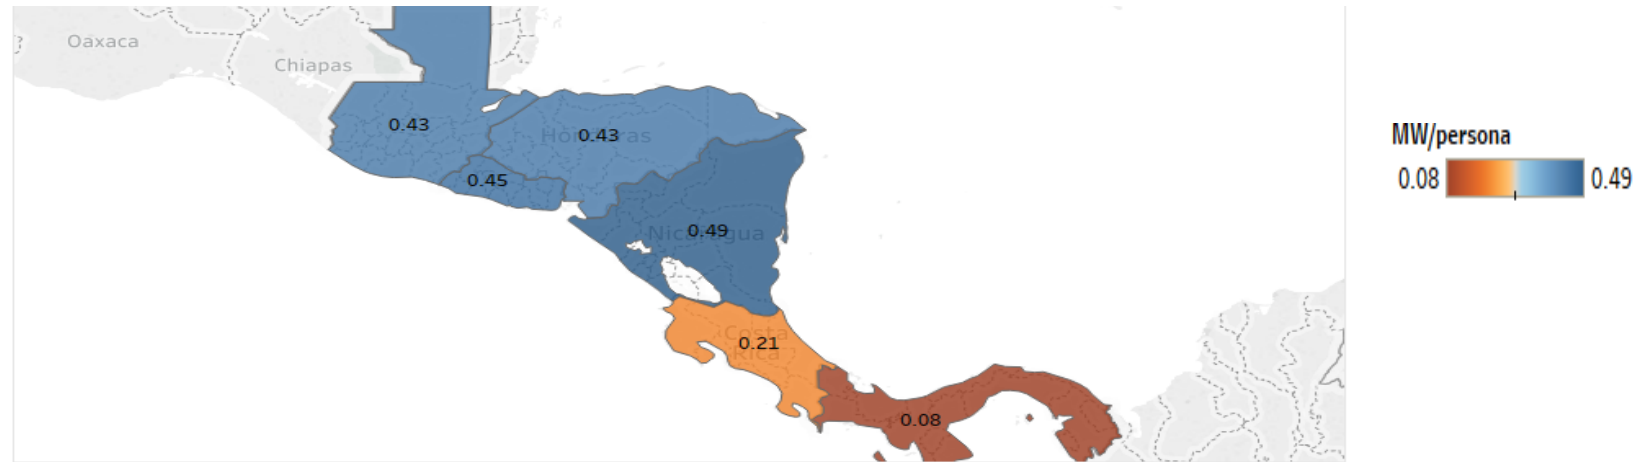 Oaxaca
Chiapas
0.43
Honduras
0.43
0.45
Nicaragua
0.49
Costa
Rica
0.21
0.08
MW/persona
0.08 0.49